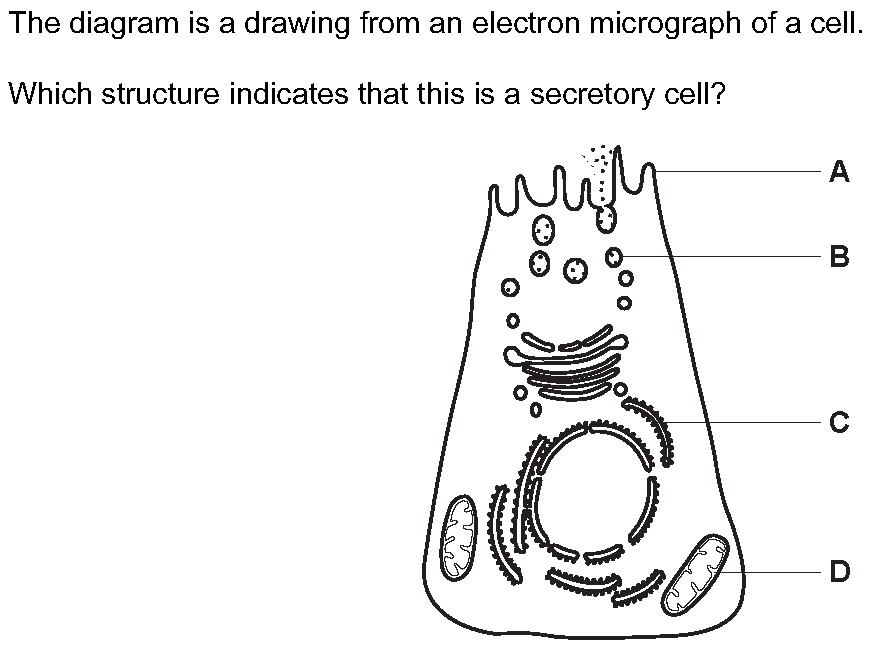 The diagram is a drawing from an electron micrograph of a cell.
Which structure indicates that this is a secretory cell?
A
B
C
D